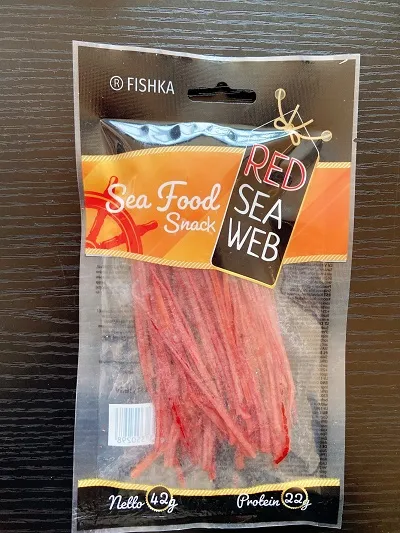 ® FISHKA
Sea Food
Snack
RED
SEA
WEB
Netto 42g
Protein 22g